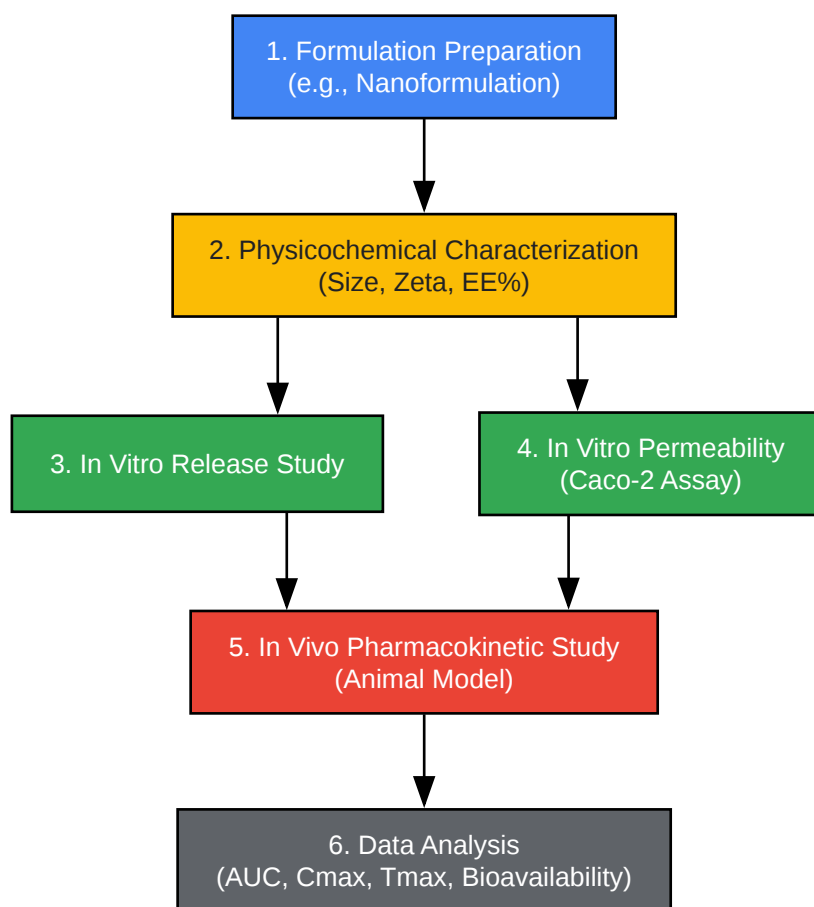 1. Formulation Preparation
(e.g., Nanoformulation)
2. Physicochemical Characterization
(Size, Zeta, EE%)
3. In Vitro Release Study
4. In Vitro Permeability
(Caco-2 Assay)
5. In Vivo Pharmacokinetic Study
(Animal Model)
6. Data Analysis
(AUC, Cmax, Tmax, Bioavailability)